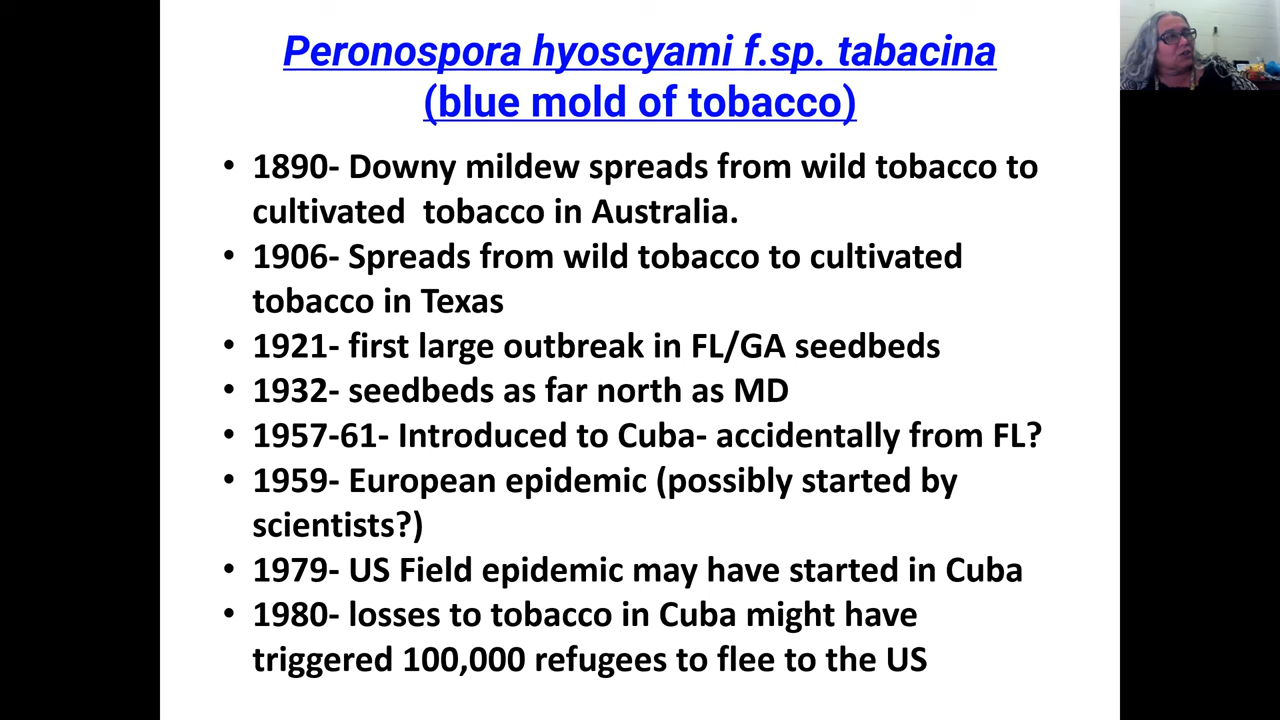 Peronospora hyoscyami f.sp. tabacina
(blue mold of tobacco)
• 1890- Downy mildew spreads from wild tobacco to
cultivated tobacco in Australia.
• 1906- Spreads from wild tobacco to cultivated
tobacco in Texas
• 1921- first large outbreak in FL/GA seedbeds
• 1932- seedbeds as far north as MD
• 1957-61- Introduced to Cuba- accidentally from FL?
• 1959- European epidemic (possibly started by
scientists?)
• 1979- US Field epidemic may have started in Cuba
• 1980- losses to tobacco in Cuba might have
triggered 100,000 refugees to flee to the US